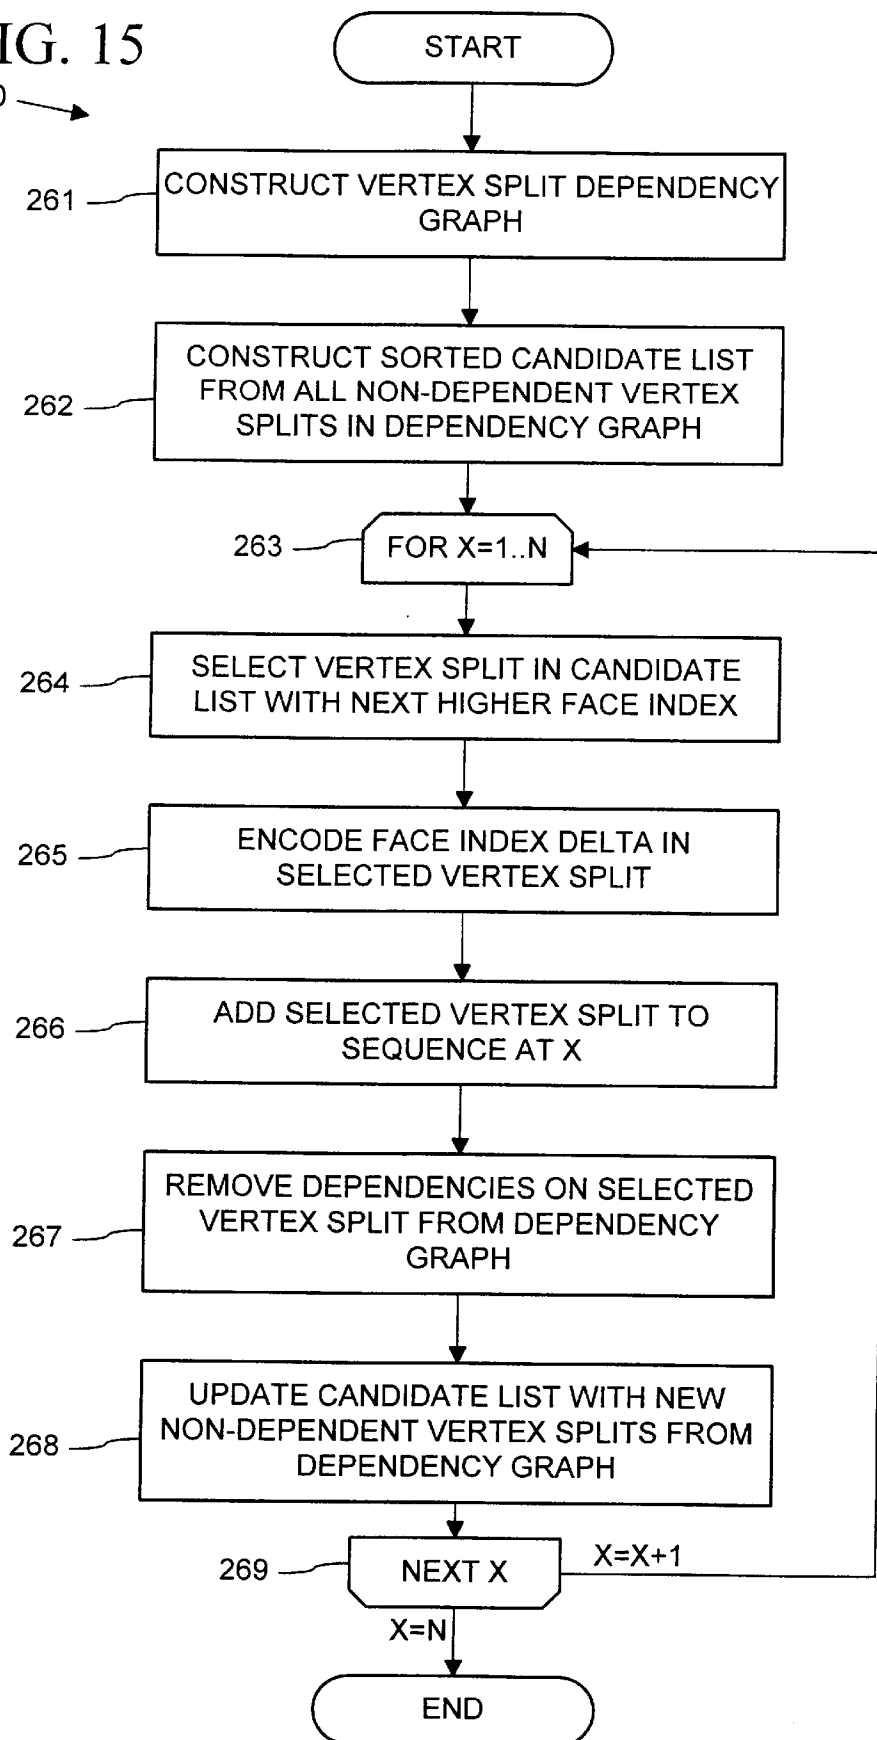 IG. 15
0
START
261
CONSTRUCT VERTEX SPLIT DEPENDENCY
GRAPH
262
CONSTRUCT SORTED CANDIDATE LIST
FROM ALL NON-DEPENDENT VERTEX
SPLITS IN DEPENDENCY GRAPH
263
FOR X=1..N
264
SELECT VERTEX SPLIT IN CANDIDATE
LIST WITH NEXT HIGHER FACE INDEX
265
ENCODE FACE INDEX DELTA IN
SELECTED VERTEX SPLIT
266
ADD SELECTED VERTEX SPLIT TO
SEQUENCE AT X
267
REMOVE DEPENDENCIES ON SELECTED
VERTEX SPLIT FROM DEPENDENCY
GRAPH
268
UPDATE CANDIDATE LIST WITH NEW
NON-DEPENDENT VERTEX SPLITS FROM
DEPENDENCY GRAPH
269
NEXT X
X=X+1
X=N
END